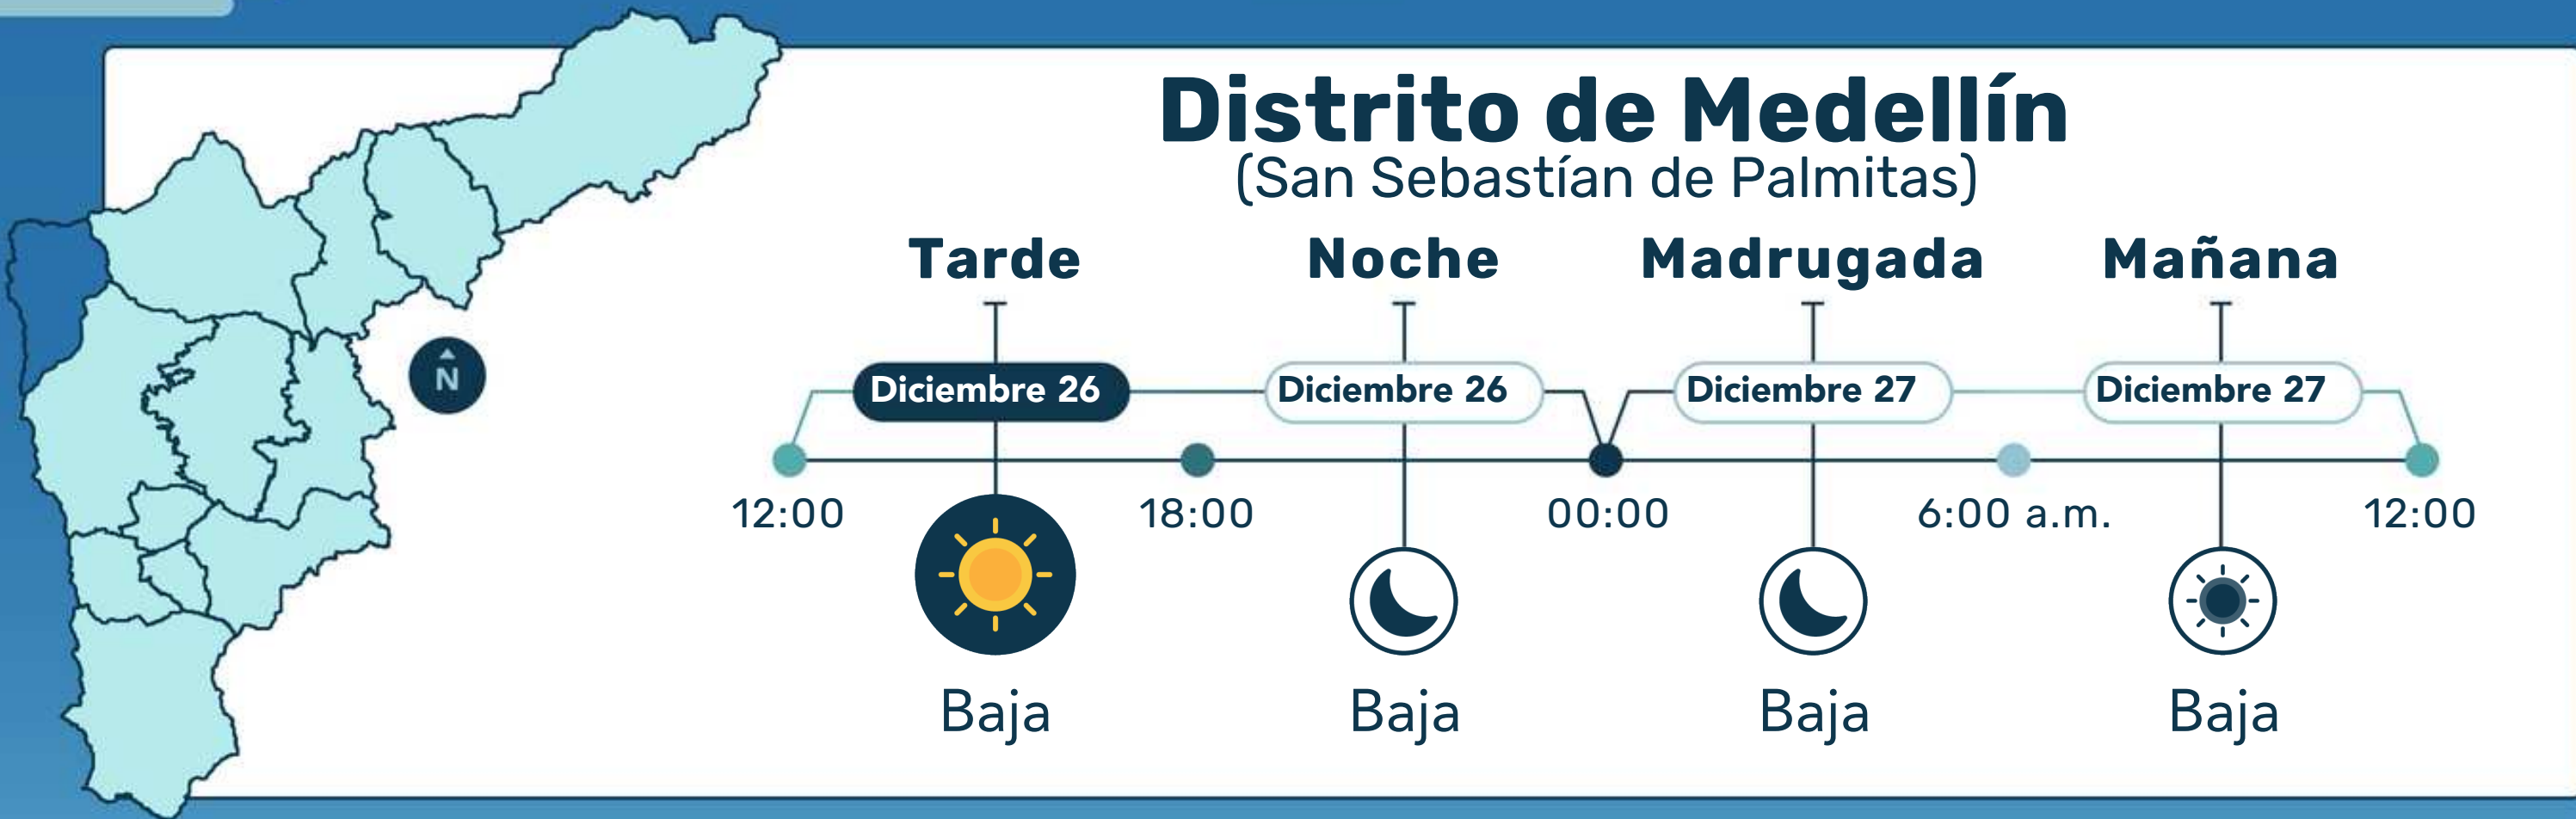 Distrito de Medellín
(San Sebastían de Palmitas)
Tarde Noche Madrugada Mañana
Diciembre 26 Diciembre 26 Diciembre 27 Diciembre 27
N
12:00 18:00 00:00 6:00 a.m. 12:00
Baja Baja Baja Baja